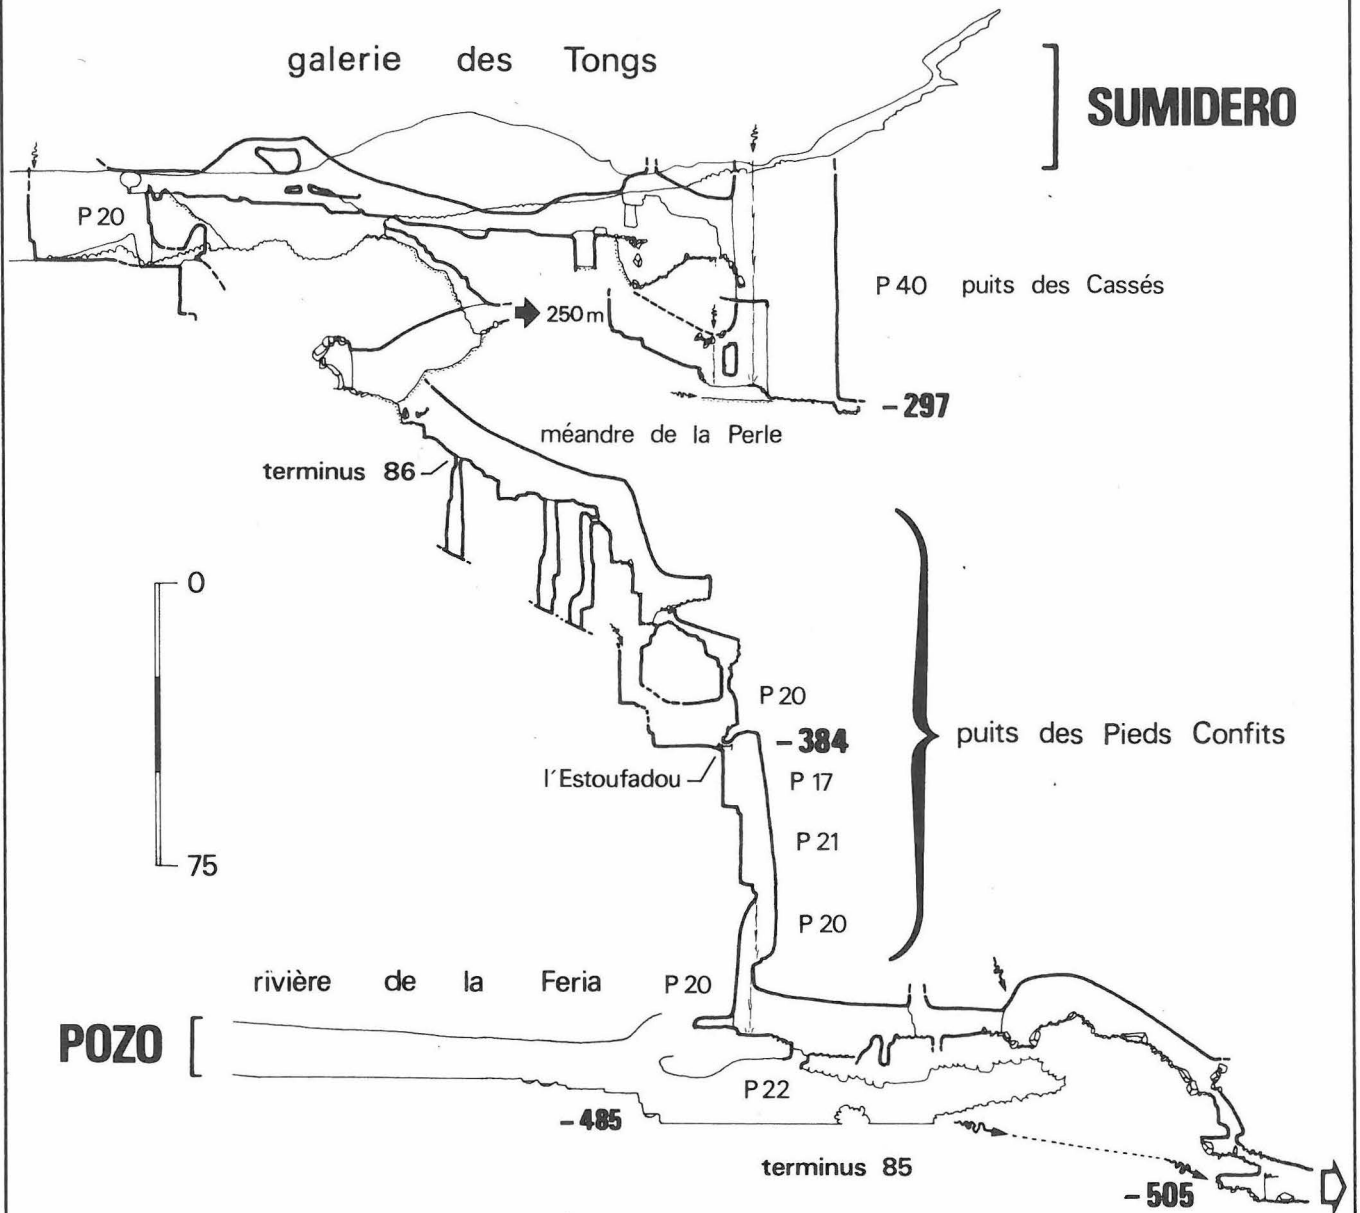 galerie des Tongs
SUMIDERO
P 20
P 40 puits des Cassés
250 m
-297
méandre de la Perle
terminus 86
0
P 20
-384
puits des Pieds Confits
l'Estoufadou
P 17
P 21
75
P 20
rivière de la Feria
P 20
POZO
P 22
-485
terminus 85
-505